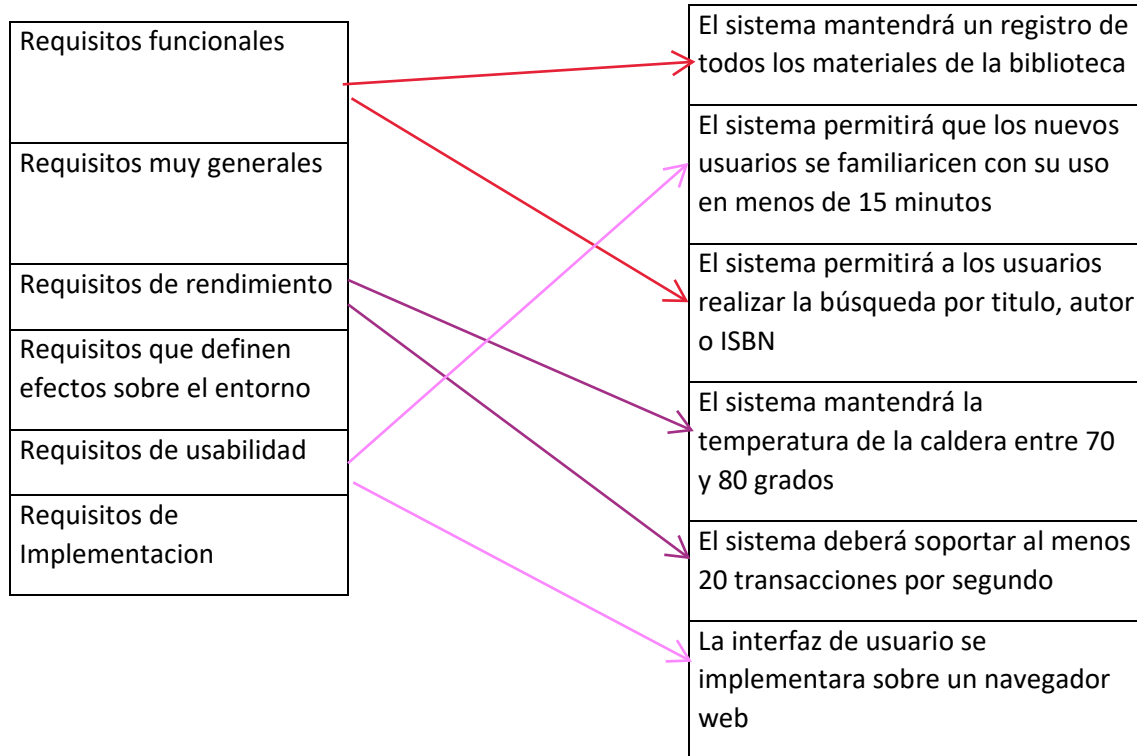 Requisitos funcionales
Requisitos muy generales
Requisitos de rendimiento
Requisitos que definen
efectos sobre el entorno
Requisitos de usabilidad
Requisitos de
Implementacion
El sistema mantendrá un registro de
todos los materiales de la biblioteca
El sistema permitirá que los nuevos
usuarios se familiaricen con su uso
en menos de 15 minutos
El sistema permitirá a los usuarios
realizar la búsqueda por titulo, autor
o ISBN
El sistema mantendrá la
temperatura de la caldera entre 70
y 80 grados
El sistema deberá soportar al menos
20 transacciones por segundo
La interfaz de usuario se
implementara sobre un navegador
web